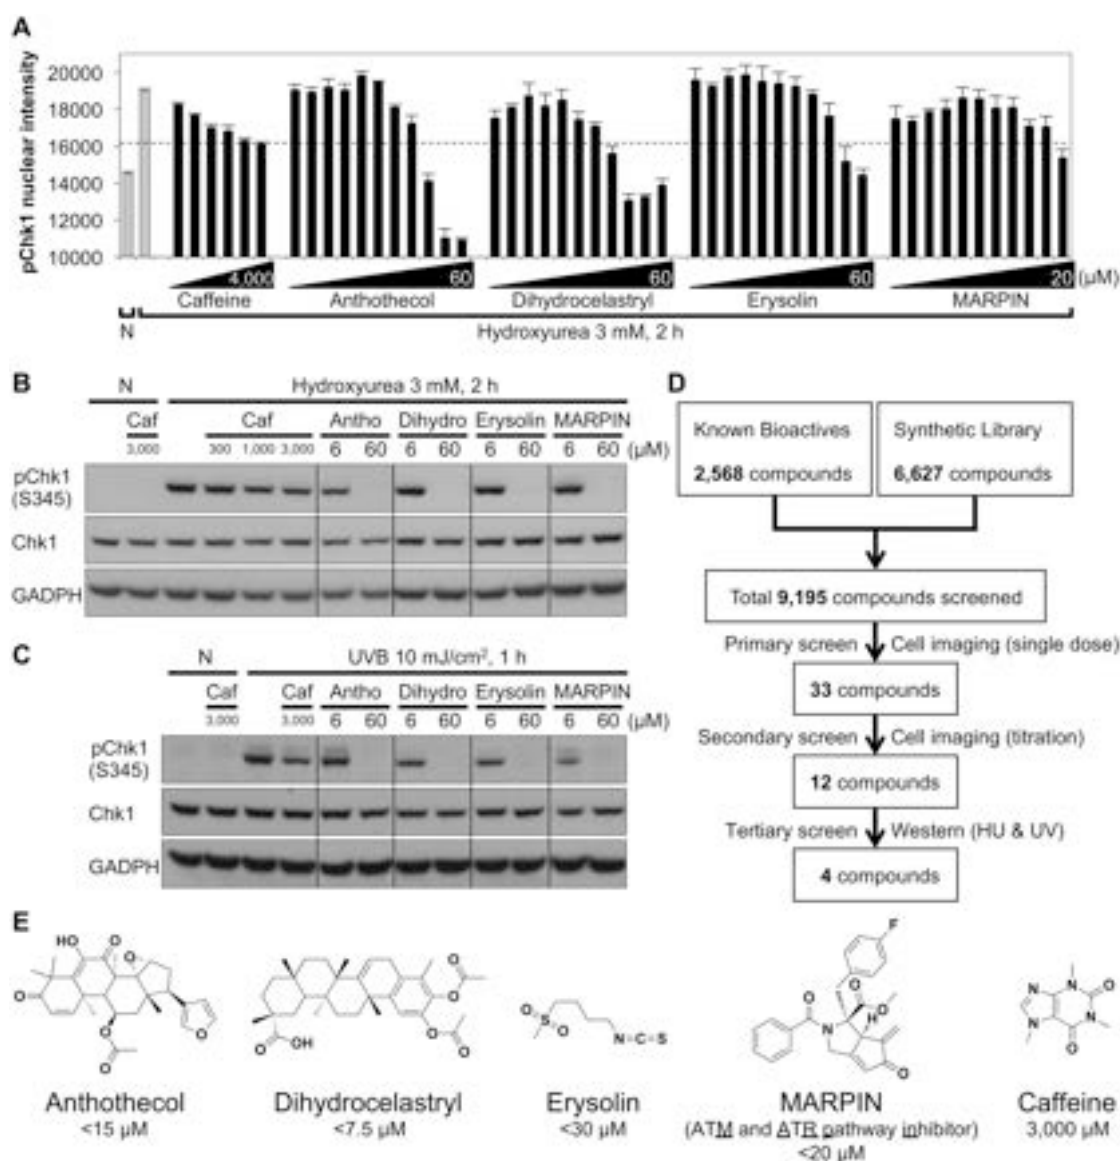 A
pChk1 nuclear intensity
20000
18000
16000
14000
12000
10000
4,000 60 60 60 20 (μM)
Caffeine Anthothecol Dihydrocelastryl Erysolin MARPIN
N Hydroxyurea 3 mM, 2 h
B
N Hydroxyurea 3 mM, 2 h
Caf Caf Antho Dihydro Erysolin MARPIN
3,000 300 1,000 3,000 6 60 6 60 6 60 6 60 (μM)
pChk1
(S345)
Chk1
GADPH
C
N UVB 10 mJ/cm², 1 h
Caf Caf Antho Dihydro Erysolin MARPIN
3,000 3,000 6 60 6 60 6 60 6 60 (μM)
pChk1
(S345)
Chk1
GADPH
D
Known Bioactives
2,568 compounds
Synthetic Library
6,627 compounds
Total 9,195 compounds screened
Primary screen Cell imaging (single dose)
33 compounds
Secondary screen Cell imaging (titration)
12 compounds
Tertiary screen Western (HU & UV)
4 compounds
E
HO O O O O O O
O O O O O OH
S O O N=C=S
F O O O H N O
N N O N N O
Anthothecol
<15 μM
Dihydrocelastryl
<7.5 μM
Erysolin
<30 μM
MARPIN
(ATM and ATR pathway inhibitor)
<20 μM
Caffeine
3,000 μM